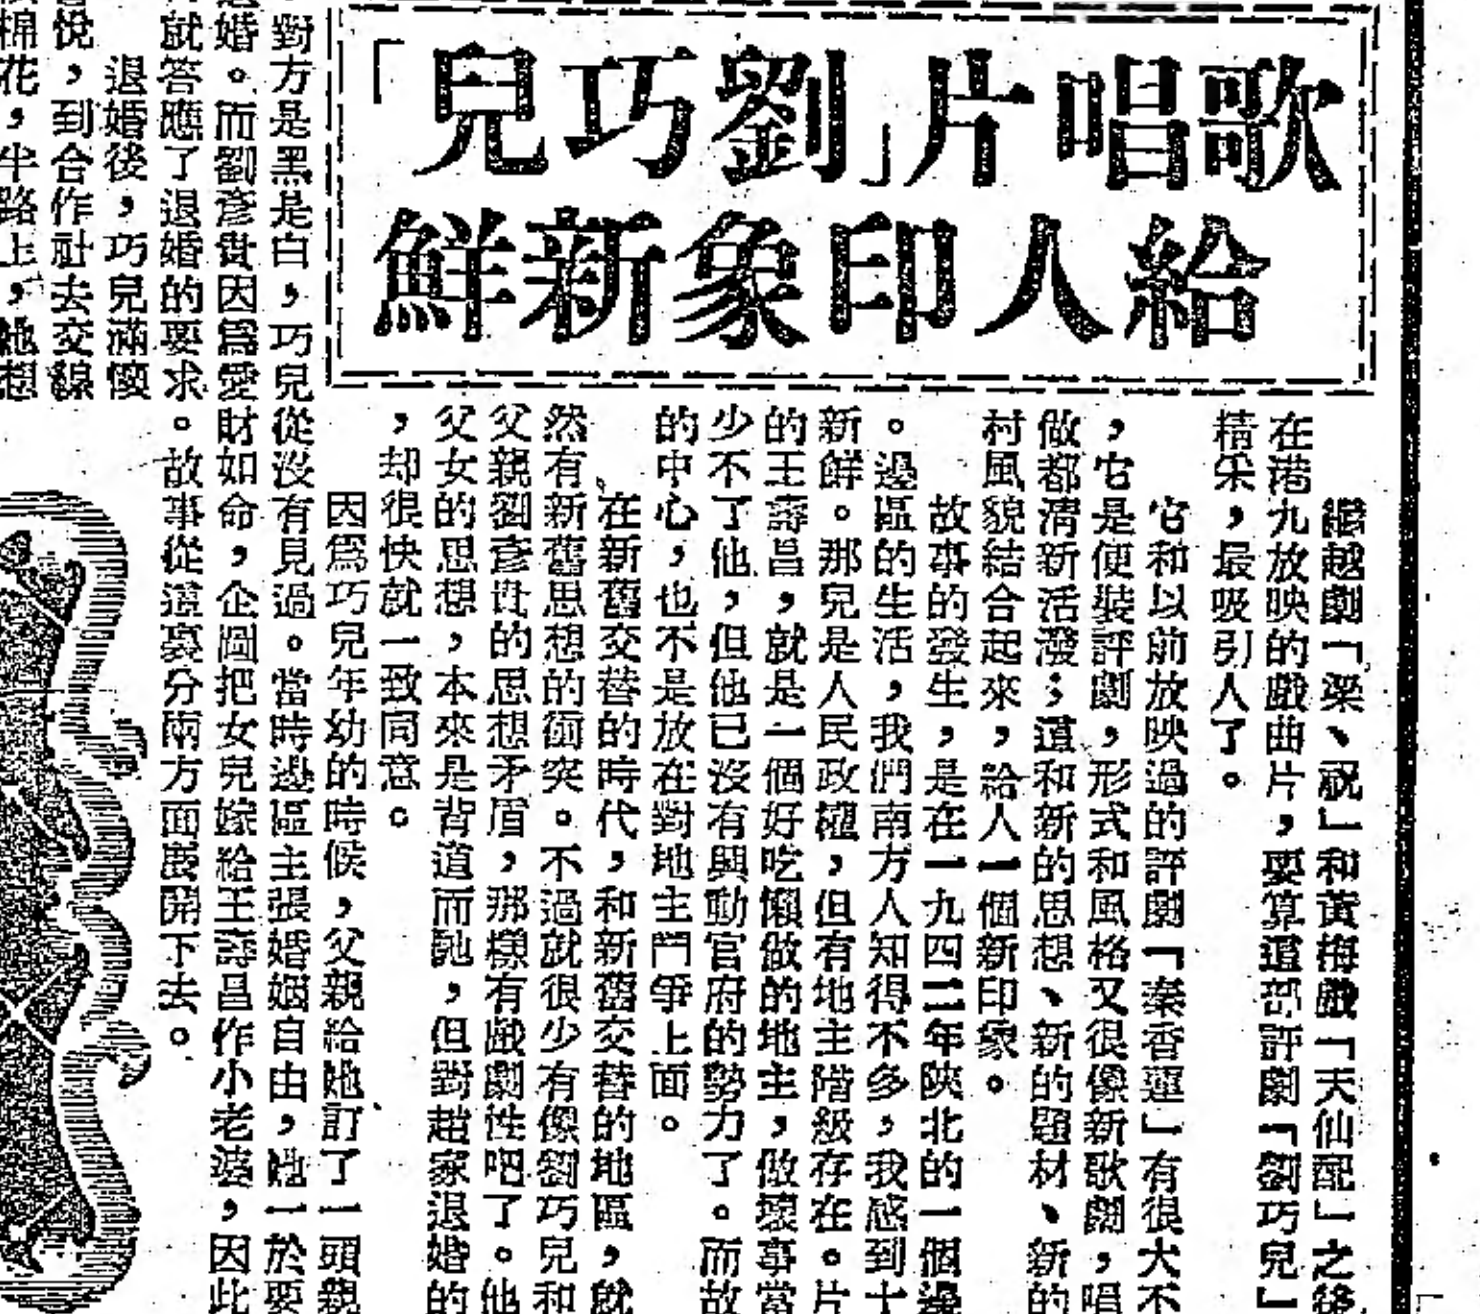 歌唱片「劉巧兒」
給人印象新鮮
繼越劇「梁、祝」和黃梅戲「天仙配」之後
在港九放映的戲曲片，要算這部評劇「劉巧兒」
精采，最吸引人了。
它和以前放映過的評劇「秦香蓮」有很大不
，它是便裝評劇，形式和風格又很像新歌劇，唱
做都清新活潑；這和新的思想、新的題材、新的
村風貌結合起來，給人一個新印象。
故事的發生，是在一九四二年陝北的一個邊
。邊區的生活，我們南方人知得不多，我感到十
新鮮。那兒是人民政權，但有地主階級存在。片
的王壽昌，就是一個好吃懶做的地主，做壞事當
少不了他，但他已沒有興動官府的勢力了。而故
的中心，也不是放在對地主鬥爭上面。
在新舊交替的時代，和新舊交替的地區，就
然有新舊思想的衝突。不過就很少有像劉巧兒和
父親劉彥貴的思想矛盾，那樣有戲劇性吧了。他
父女的思想，本來是背道而馳，但對趙家退婚的
，却很快就一致同意。
因爲巧兒年幼的時候，父親給她訂了一頭親
對方是黑是白，巧兒從沒有見過。當時邊區主張婚姻自由，她一於要
婚。而劉彥貴因爲愛財如命，企圖把女兒嫁給王壽昌作小老婆，因此
就答應了退婚的要求。故事從這裏分兩方面展開下去。
退婚後，巧兒滿懷
悅，到合作社去交線
棉花，半路上，她想